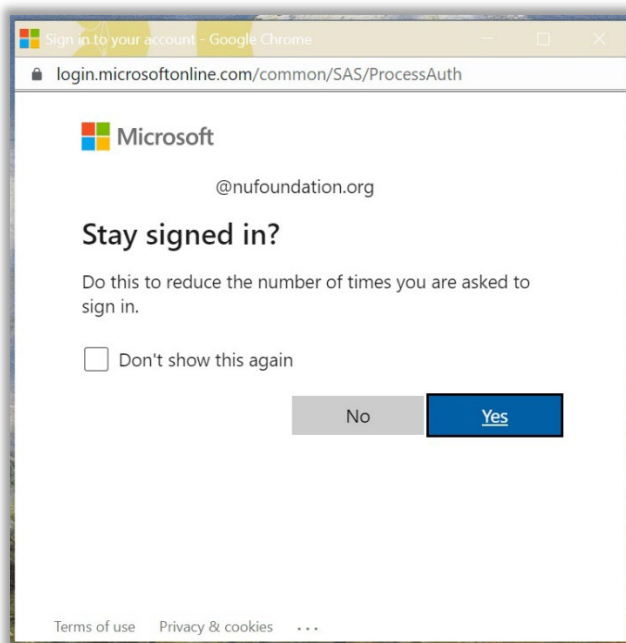 Sign in to your account - Google Chrome
login.microsoftonline.com/common/SAS/ProcessAuth
Microsoft
@nufoundation.org
Stay signed in?
Do this to reduce the number of times you are asked to
sign in.
Don't show this again
No Yes
Terms of use Privacy & cookies ...